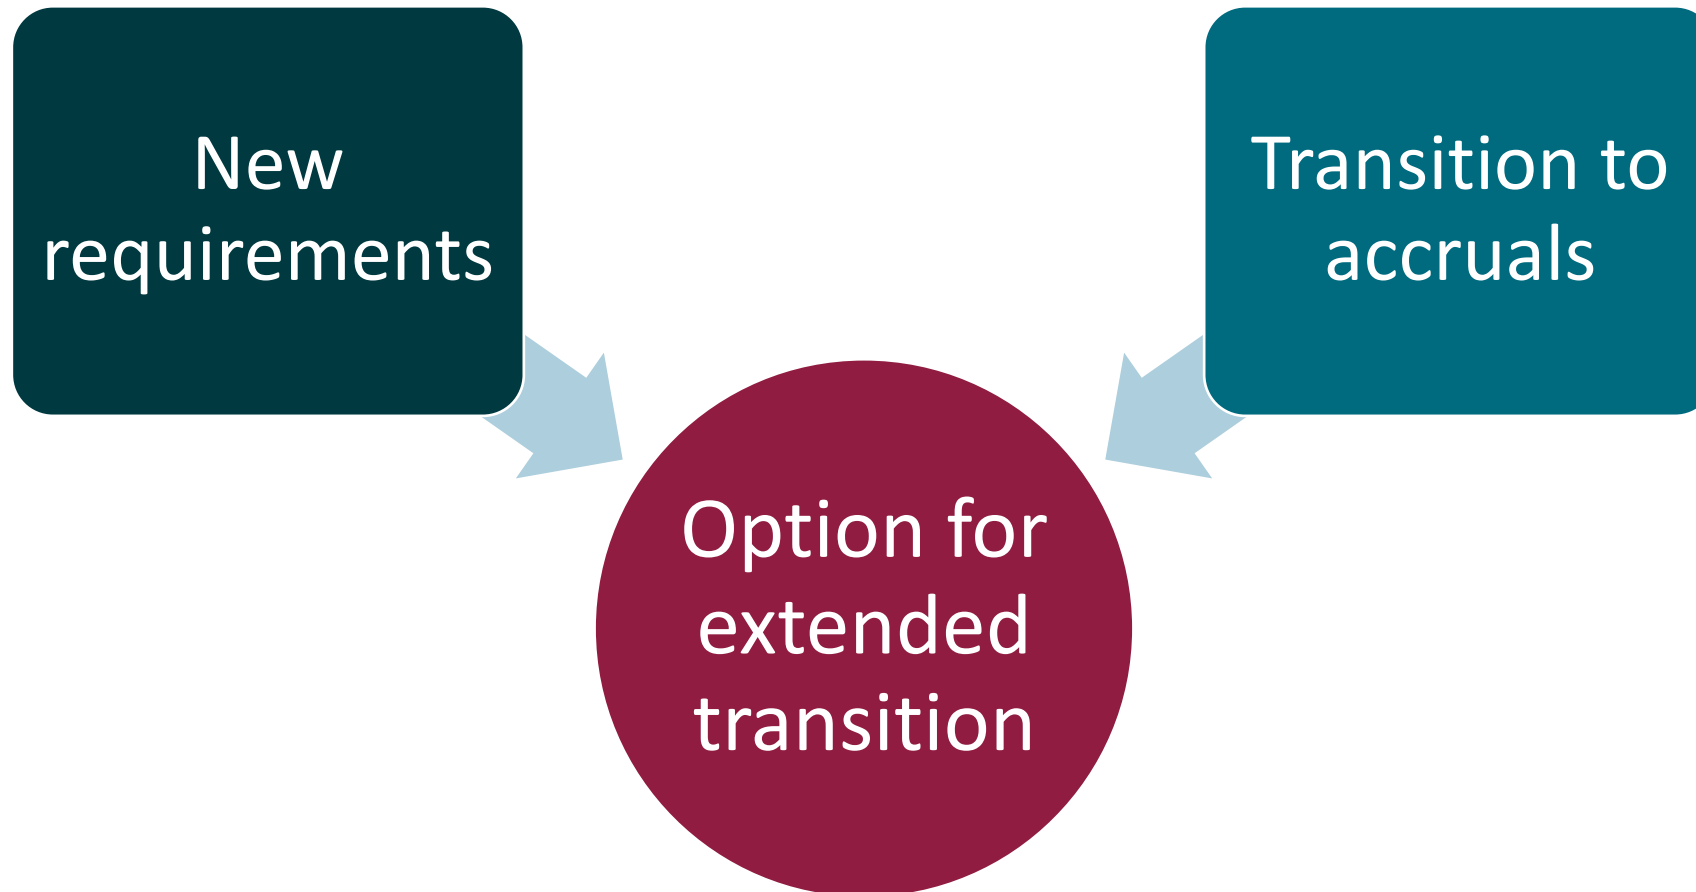 New
requirements
Transition to
accruals
Option for
extended
transition